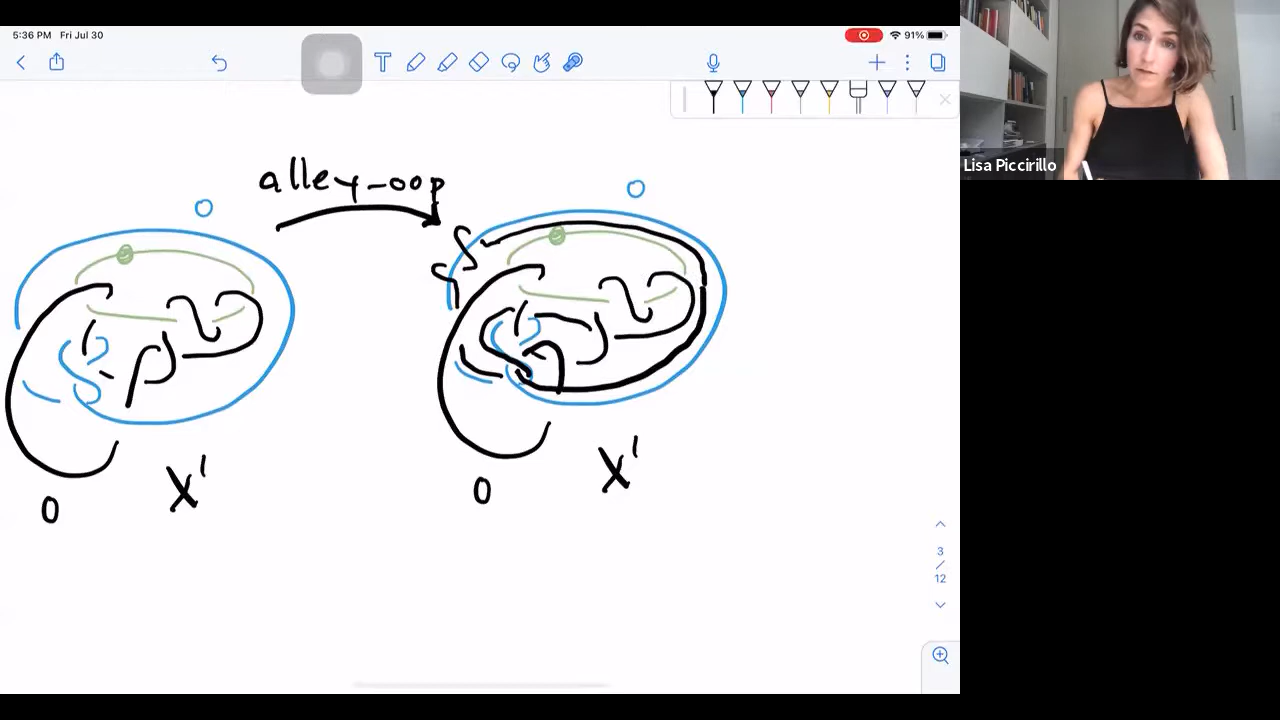 5:36 PM Fri Jul 30
91%
T
Lisa Piccirillo
alley-oop
0
0
0
X'
0
X'
3
/
12